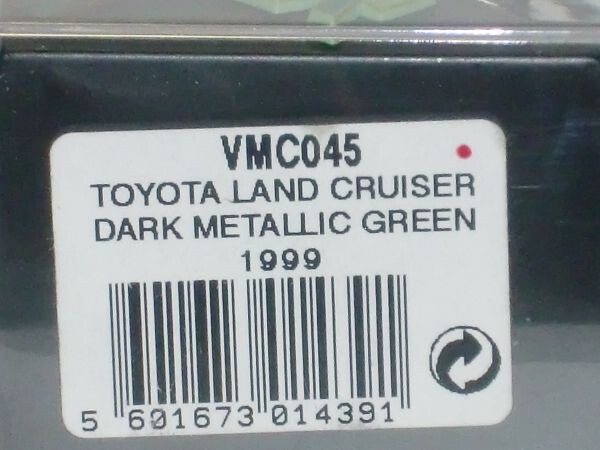 VMC045
TOYOTA LAND CRUISER
DARK METALLIC GREEN
1999
5 601673 014391